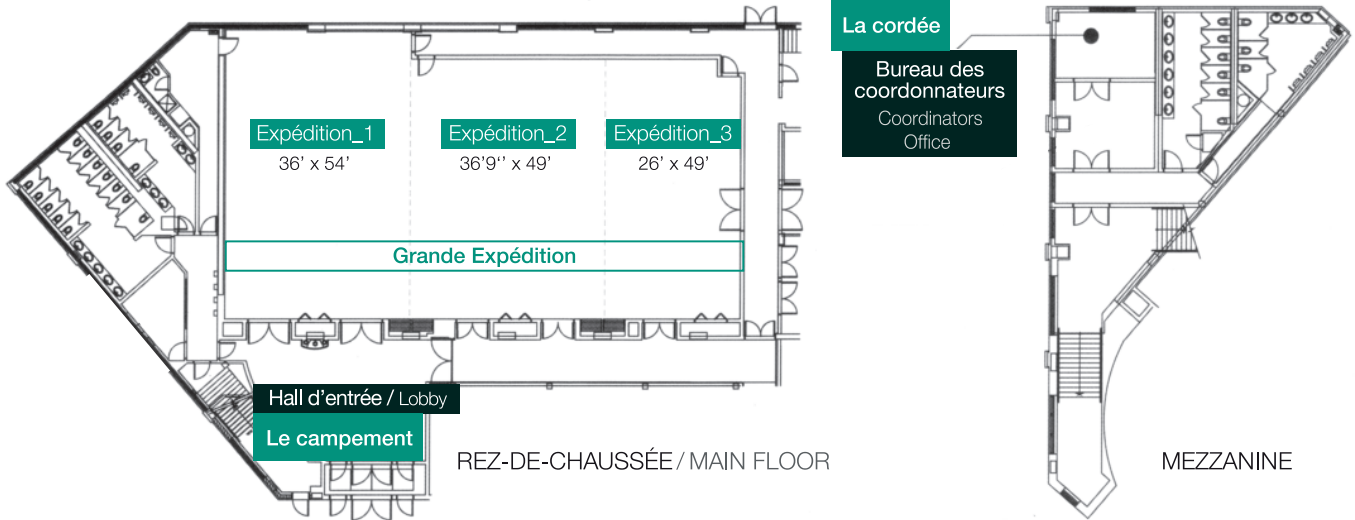 La cordée
Bureau des
coordonnateurs
Coordinators
Office
Expédition_1
36’ x 54’
Expédition_2
36’9‘’ x 49’
Expédition_3
26’ x 49’
Grande Expédition
Hall d’entrée / Lobby
Le campement
REZ-DE-CHAUSSÉE / MAIN FLOOR
MEZZANINE